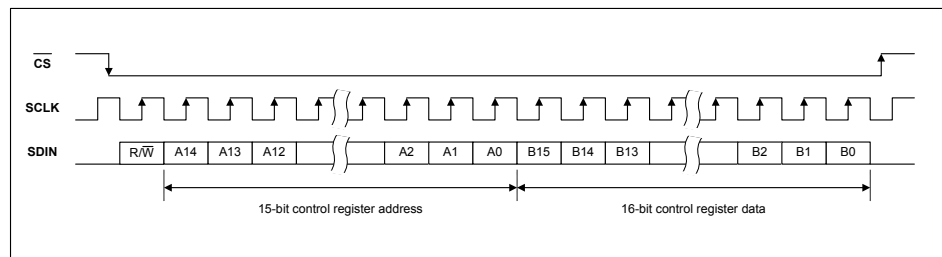 CS
SCLK
SDIN R/W A14 A13 A12 A2 A1 A0 B15 B14 B13 B2 B1 B0
15-bit control register address 16-bit control register data